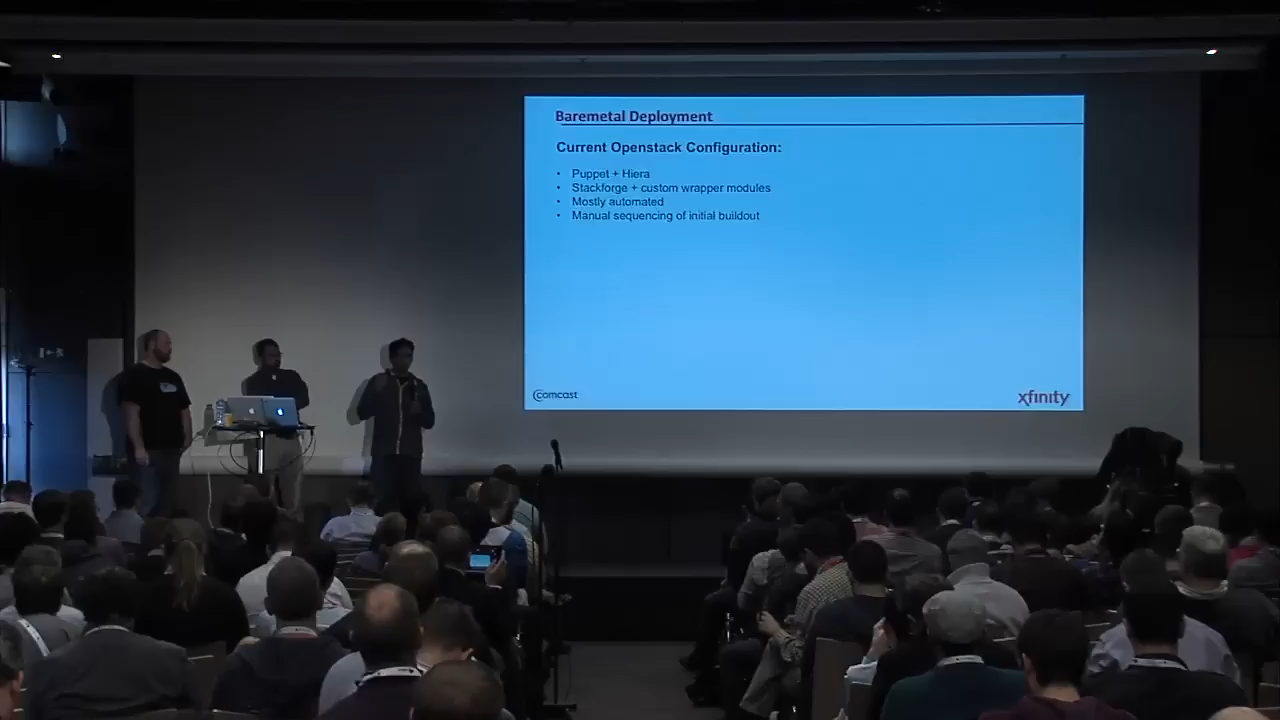 Baremetal Deployment
Current Openstack Configuration:
• Puppet + Hiera
• Stackforge + custom wrapper modules
• Mostly automated
• Manual sequencing of initial buildout
Comcast
xfinity